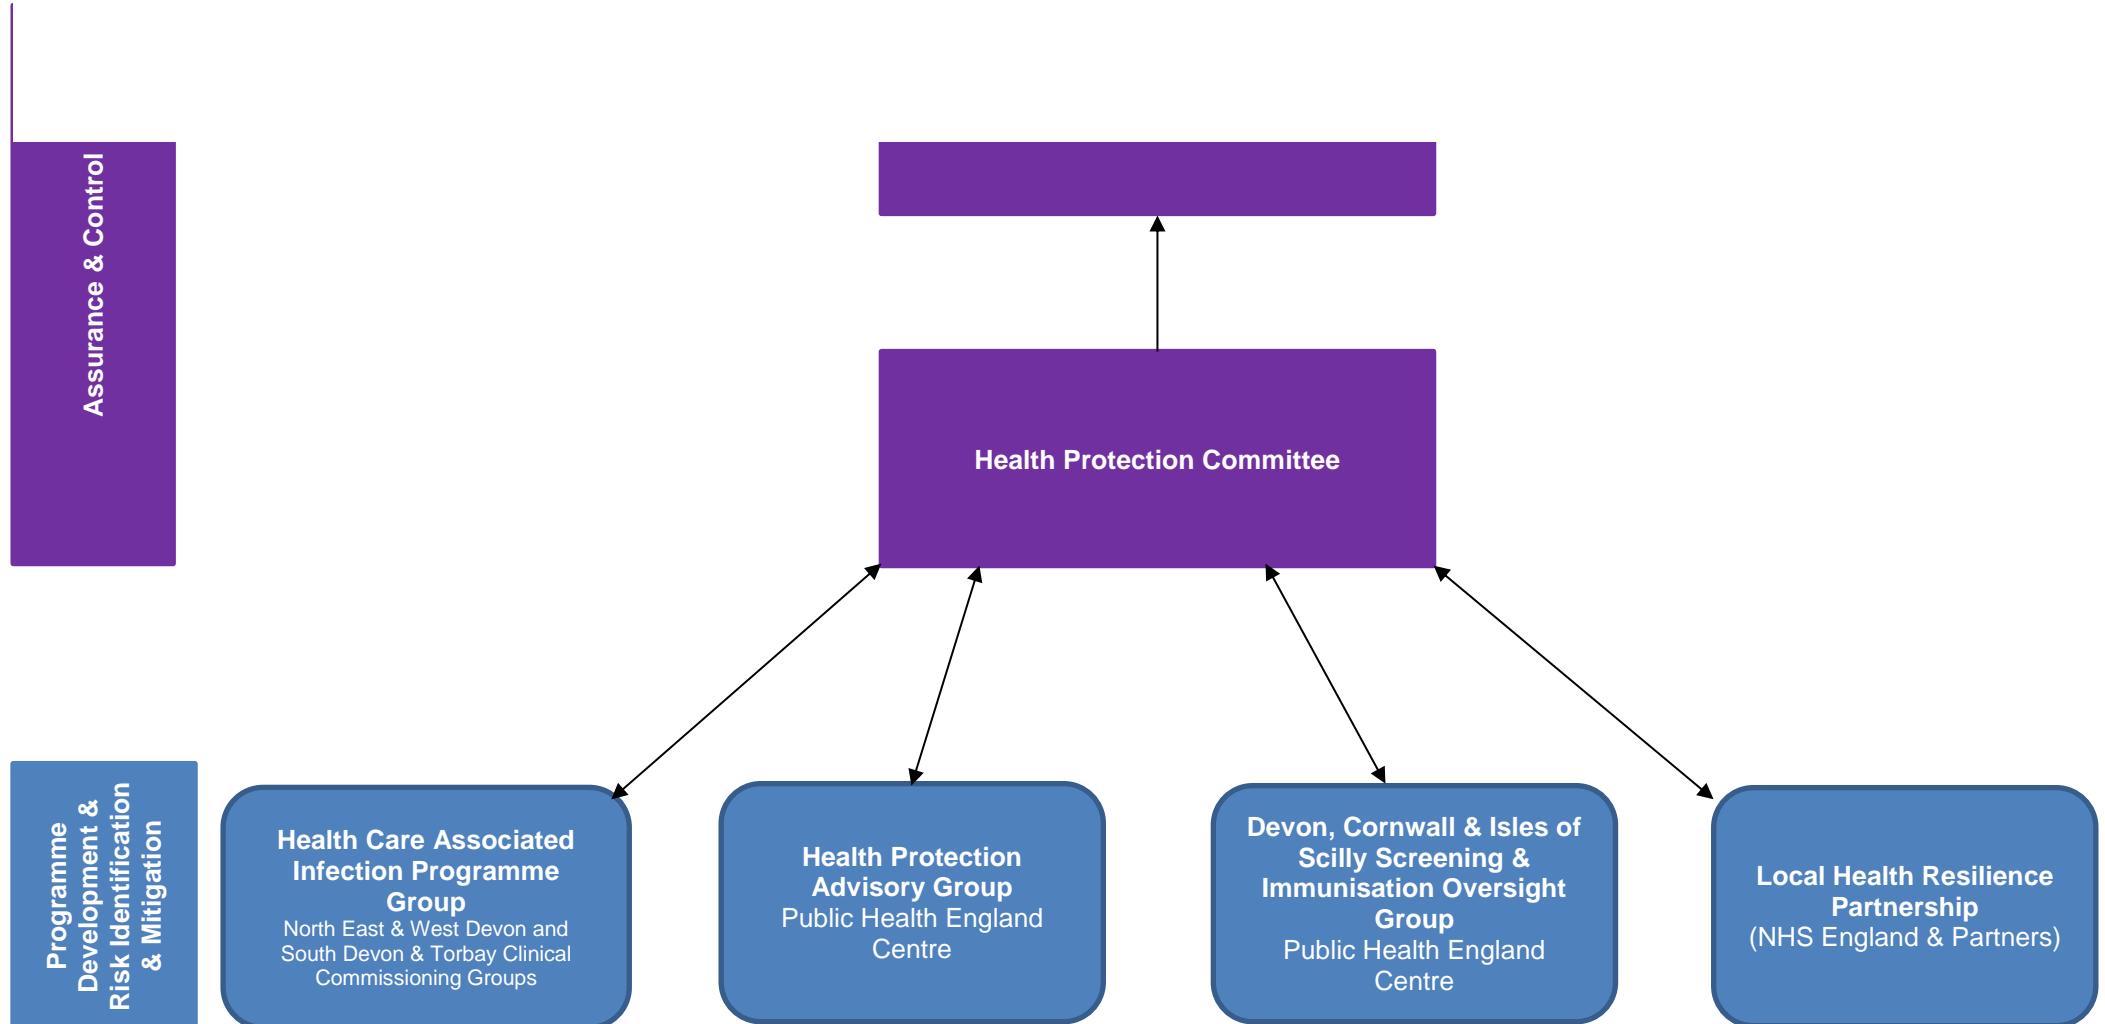 Assurance & Control
Health Protection Committee
Programme
Development &
Risk Identification
& Mitigation
Health Care Associated
Infection Programme
Group
North East & West Devon and
South Devon & Torbay Clinical
Commissioning Groups
Health Protection
Advisory Group
Public Health England
Centre
Devon, Cornwall & Isles of
Scilly Screening &
Immunisation Oversight
Group
Public Health England
Centre
Local Health Resilience
Partnership
(NHS England & Partners)